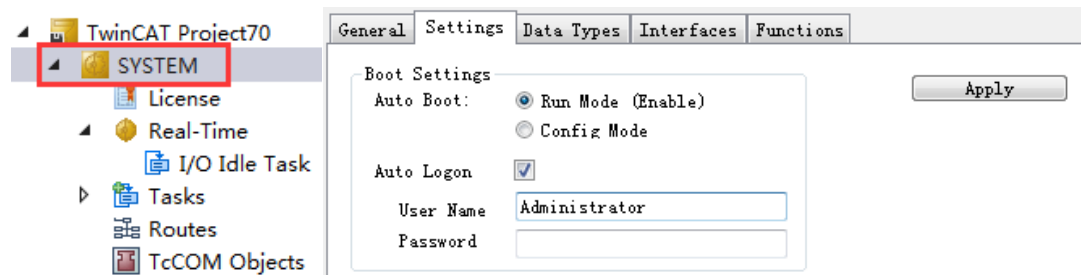 TwinCAT Project70
SYSTEM
License
Real-Time
I/O Idle Task
Tasks
Routes
TcCOM Objects
General Settings Data Types Interfaces Functions
Boot Settings
Auto Boot: Run Mode (Enable)
Config Mode
Apply
Auto Logon
User Name Administrator
Password